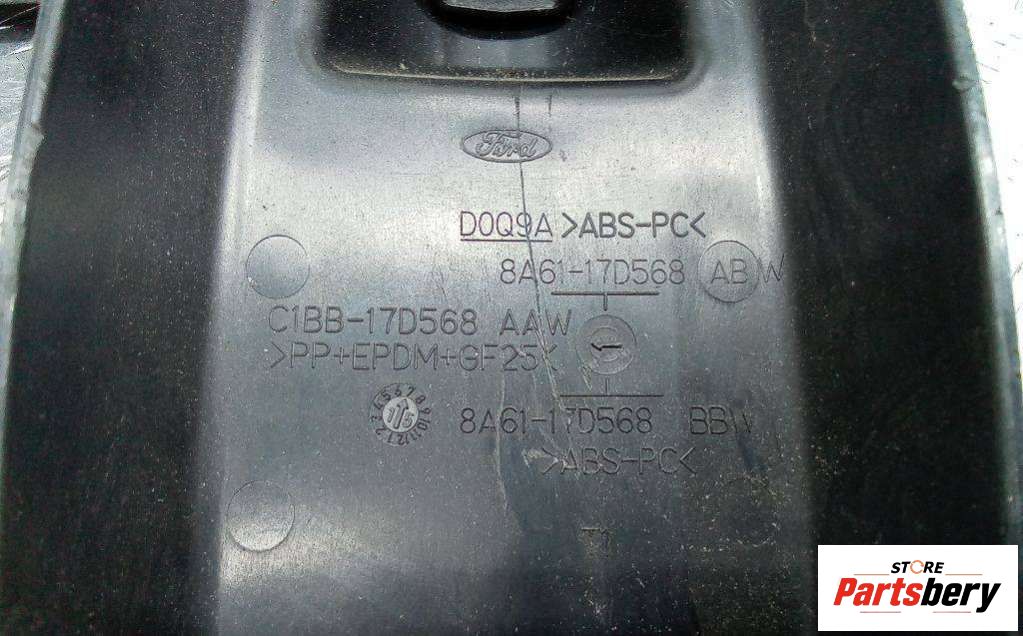 Ford
D0Q9A >ABS-PC<
8A61-17D568 AB W
C1BB-17D568 AAW
>PP+EPDM+GF25<
8A61-17D568 BBW
>ABS-PC<
STORE
Partsbery